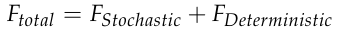 F_{total} = F_{Stochastic} + F_{Deterministic}